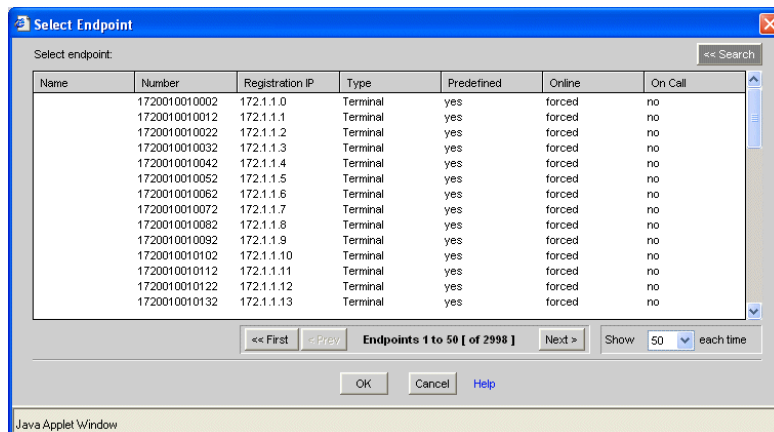 Select Endpoint
Select endpoint:
<< Search
Name Number Registration IP Type Predefined Online On Call
1720010010002 172.1.1.0 Terminal yes forced no
1720010010012 172.1.1.1 Terminal yes forced no
1720010010022 172.1.1.2 Terminal yes forced no
1720010010032 172.1.1.3 Terminal yes forced no
1720010010042 172.1.1.4 Terminal yes forced no
1720010010052 172.1.1.5 Terminal yes forced no
1720010010062 172.1.1.6 Terminal yes forced no
1720010010072 172.1.1.7 Terminal yes forced no
1720010010082 172.1.1.8 Terminal yes forced no
1720010010092 172.1.1.9 Terminal yes forced no
1720010010102 172.1.1.10 Terminal yes forced no
1720010010112 172.1.1.11 Terminal yes forced no
1720010010122 172.1.1.12 Terminal yes forced no
1720010010132 172.1.1.13 Terminal yes forced no
<< First < Prev Endpoints 1 to 50 [ of 2998 ] Next > Show 50 each time
OK Cancel Help
Java Applet Window